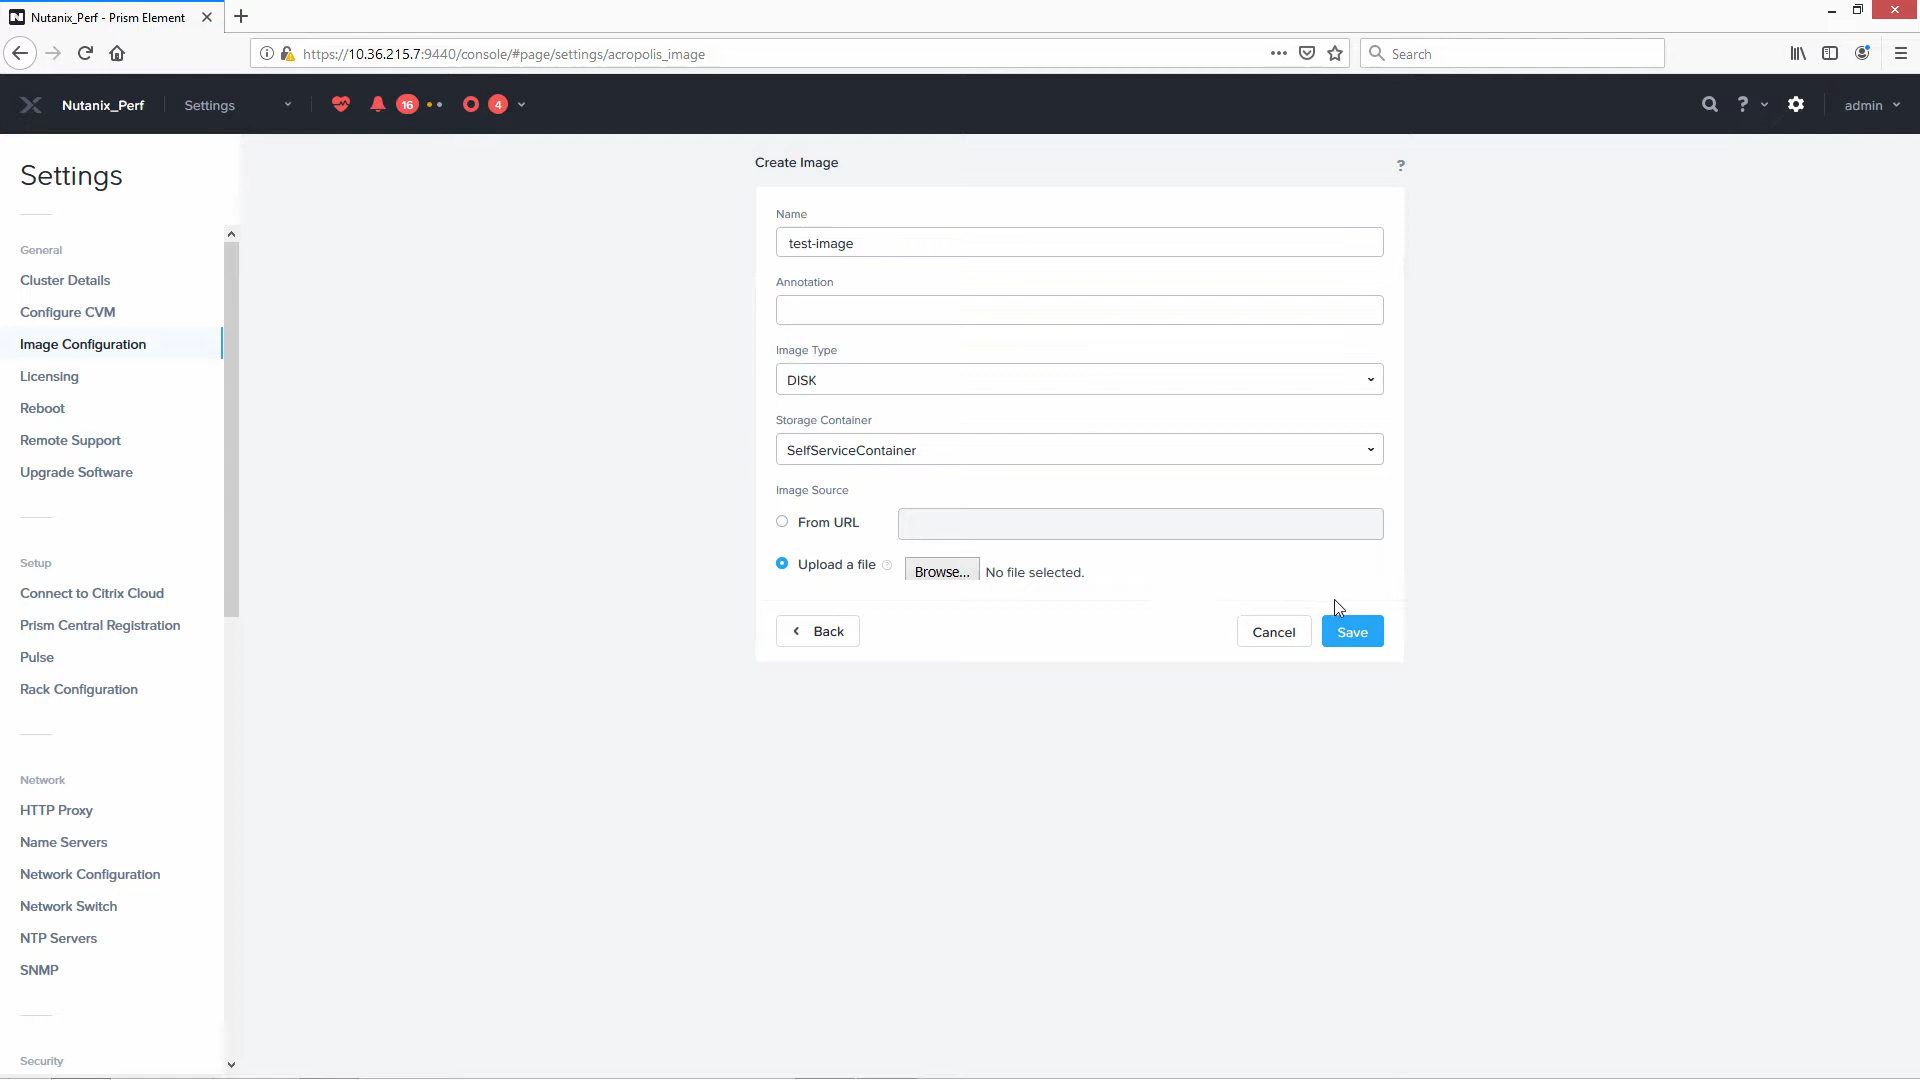 Nutanix_Perf - Prism Element
https://10.36.215.7:9440/console/#page/settings/acropolis_image
Search
Nutanix_Perf
Settings
16
4
?
admin
Settings
General
Cluster Details
Configure CVM
Image Configuration
Licensing
Reboot
Remote Support
Upgrade Software
Setup
Connect to Citrix Cloud
Prism Central Registration
Pulse
Rack Configuration
Network
HTTP Proxy
Name Servers
Network Configuration
Network Switch
NTP Servers
SNMP
Security
Create Image
?
Name
test-image
Annotation
Image Type
DISK
Storage Container
SelfServiceContainer
Image Source
From URL
Upload a file ?
Browse... No file selected.
Back
Cancel
Save